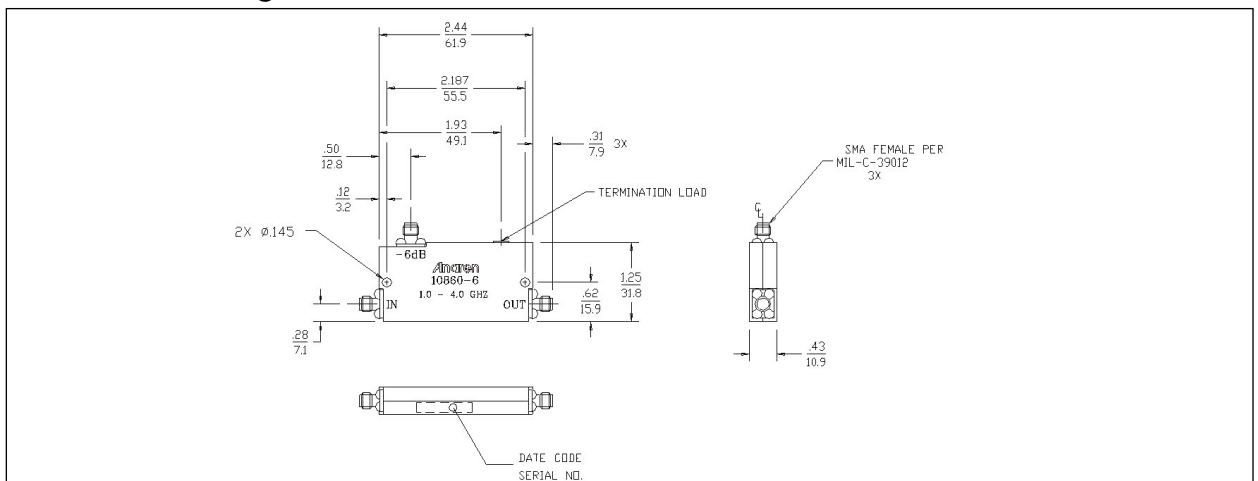 2.44
61.9
2.187
55.5
1.93
49.1
.31
7.9 3X
.50
12.8
.12
3.2
TERMINATION LOAD
SMA FEMALE PER
MIL-C-39012
3X
CL
2X Ø.145
-6dB
Anaren
10860-6
1.0 - 4.0 GHZ
IN
OUT
.62
15.9
1.25
31.8
.28
7.1
.43
10.9
DATE CODE
SERIAL NO.